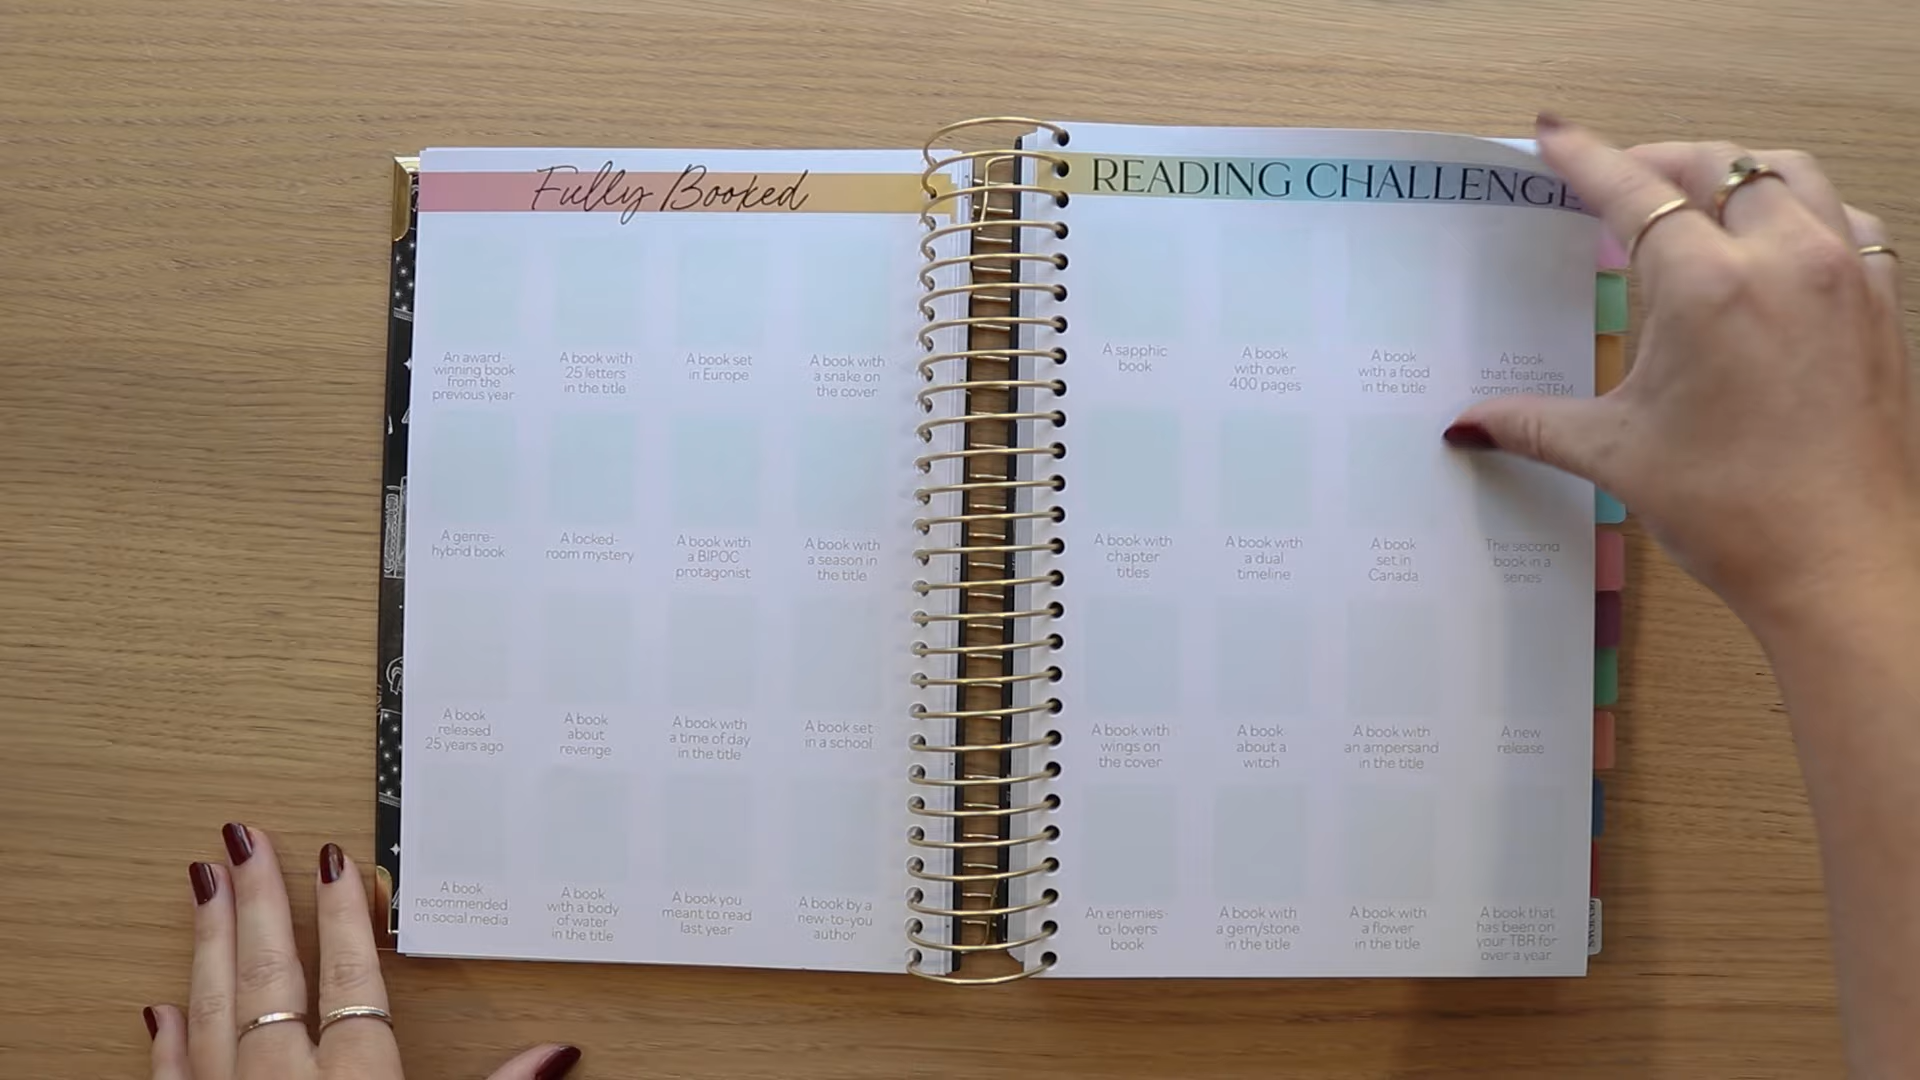 Fully Booked
An award-
winning book
from the
previous year
A book with
25 letters
in the title
A book set
in Europe
A book with
a snake on
the cover
A genre-
hybrid book
A locked-
room mystery
A book with
a BIPOC
protagonist
A book with
a season in
the title
A book
released
25 years ago
A book
about
revenge
A book with
a time of day
in the title
A book set
in a school
A book
recommended
on social media
A book
with a body
of water
in the title
A book you
meant to read
last year
A book by a
new-to-you
author
READING CHALLENGE
A sapphic
book
A book
with over
400 pages
A book
with a food
in the title
A book
that features
women in STEM
A book with
chapter
titles
A book with
a dual
timeline
A book
set in
Canada
The second
book in a
series
A book with
wings on
the cover
A book
about a
witch
A book with
an ampersand
in the title
A new
release
An enemies-
to-lovers
book
A book with
a gem/stone
in the title
A book with
a flower
in the title
A book that
has been on
your TBR for
over a year